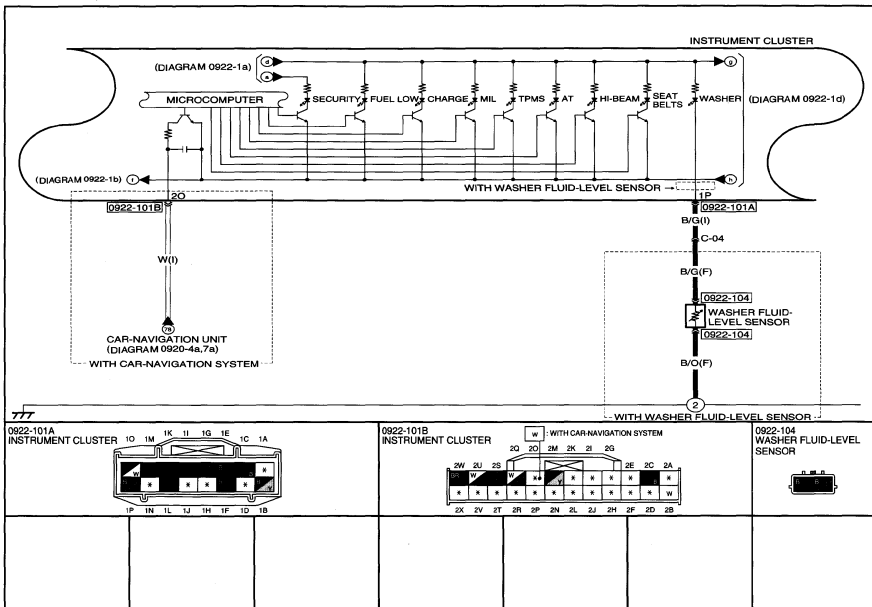 INSTRUMENT CLUSTER
(DIAGRAM 0922-1a)
d
g
MICROCOMPUTER
SECURITY
FUEL LOW
CHARGE
MIL
TPMS
AT
HI-BEAM
SEAT
BELTS
WASHER
(DIAGRAM 0922-1d)
(DIAGRAM 0922-1b)
f
h
WITH WASHER FLUID-LEVEL SENSOR
2O
1P
0922-101B
0922-101A
B/G(I)
C-04
W(I)
B/G(F)
0922-104
WASHER FLUID-
LEVEL SENSOR
0922-104
CAR-NAVIGATION UNIT
(DIAGRAM 0920-4a,7a)
WITH CAR-NAVIGATION SYSTEM
B/O(F)
2
WITH WASHER FLUID-LEVEL SENSOR
0922-101A
INSTRUMENT CLUSTER
1O 1M 1K 1I 1G 1E 1C 1A
W * 
* * * * * Y
1P 1N 1L 1J 1H 1F 1D 1B
0922-101B
INSTRUMENT CLUSTER
W : WITH CAR-NAVIGATION SYSTEM
2W 2U 2S 2Q 2O 2M 2K 2I 2G 2E 2C 2A
2X 2V 2T 2R 2P 2N 2L 2J 2H 2F 2D 2B
0922-104
WASHER FLUID-LEVEL
SENSOR